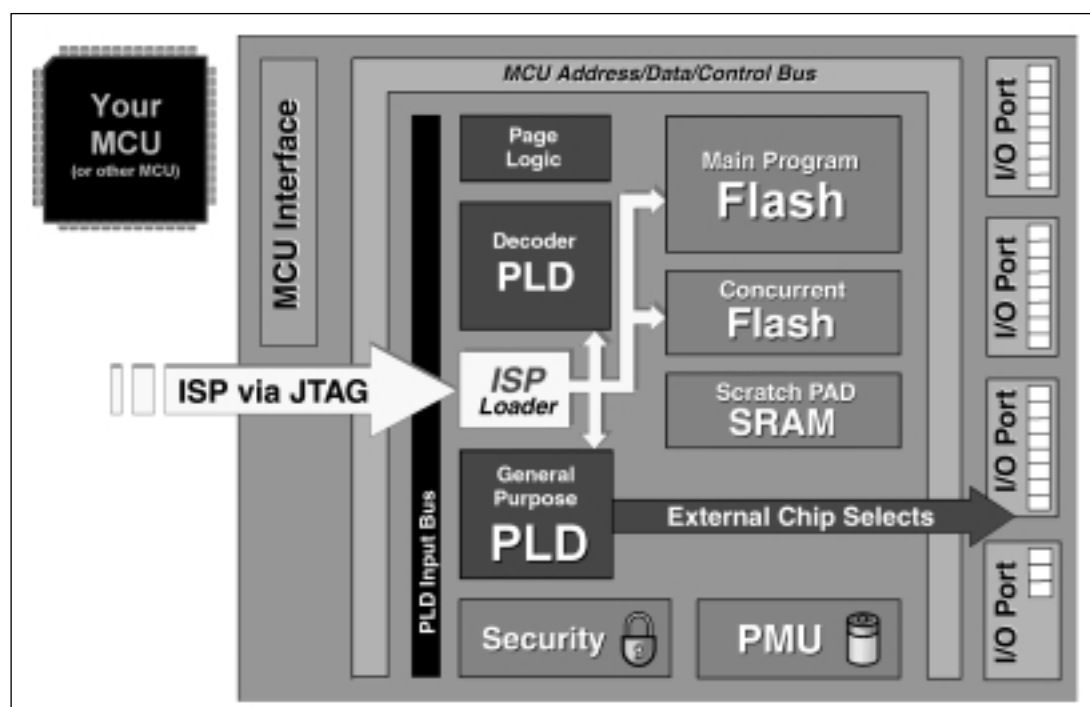 Your
MCU
(or other MCU)
MCU Interface
MCU Address/Data/Control Bus
PLD Input Bus
Page
Logic
Decoder
PLD
ISP via JTAG
ISP
Loader
General
Purpose
PLD
Main Program
Flash
Concurrent
Flash
Scratch PAD
SRAM
External Chip Selects
Security
PMU
I/O Port
I/O Port
I/O Port
I/O Port